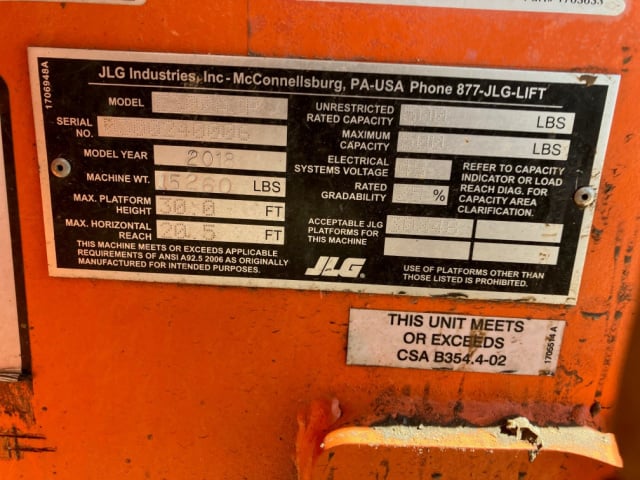 1706948A
JLG Industries, Inc - McConnellsburg, PA-USA Phone 877-JLG-LIFT
MODEL
SERIAL
NO.
MODEL YEAR 2018
MACHINE WT. 15260 LBS
MAX. PLATFORM
HEIGHT 30.0 FT
MAX. HORIZONTAL
REACH 20.5 FT
THIS MACHINE MEETS OR EXCEEDS APPLICABLE
REQUIREMENTS OF ANSI A92.5 2006 AS ORIGINALLY
MANUFACTURED FOR INTENDED PURPOSES.
UNRESTRICTED
RATED CAPACITY LBS
MAXIMUM
CAPACITY LBS
ELECTRICAL
SYSTEMS VOLTAGE
RATED
GRADABILITY %
REFER TO CAPACITY
INDICATOR OR LOAD
REACH DIAG. FOR
CAPACITY AREA
CLARIFICATION.
ACCEPTABLE JLG
PLATFORMS FOR
THIS MACHINE
JLG.
USE OF PLATFORMS OTHER THAN
THOSE LISTED IS PROHIBITED.
THIS UNIT MEETS
OR EXCEEDS
CSA B354.4-02
1705514 A